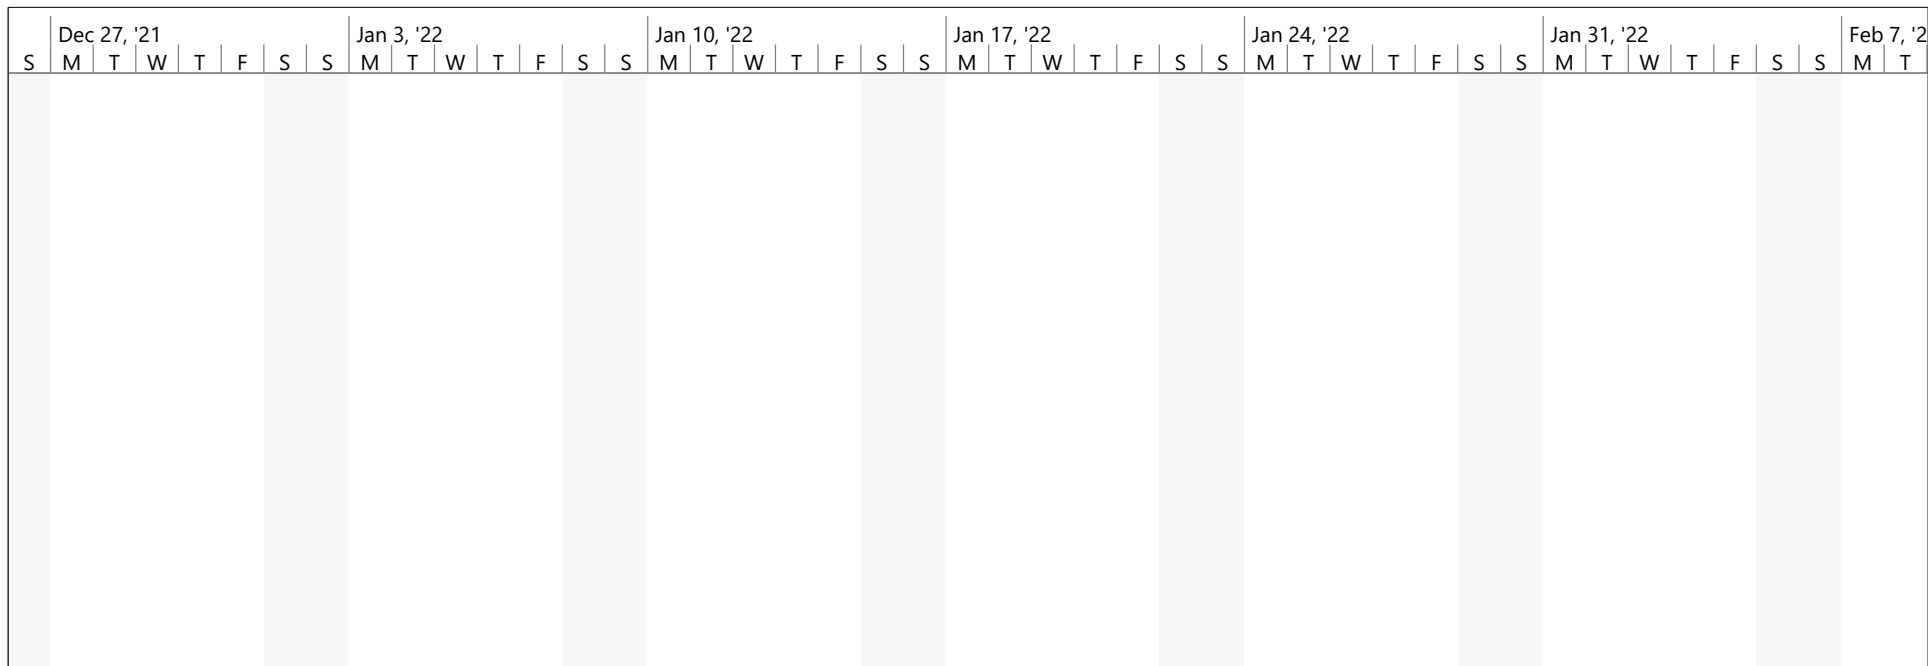 Dec 27, '21 Jan 3, '22 Jan 10, '22 Jan 17, '22 Jan 24, '22 Jan 31, '22 Feb 7, '2
S M T W T F S S M T W T F S S M T W T F S S M T W T F S S M T W T F S S M T W T F S S M T